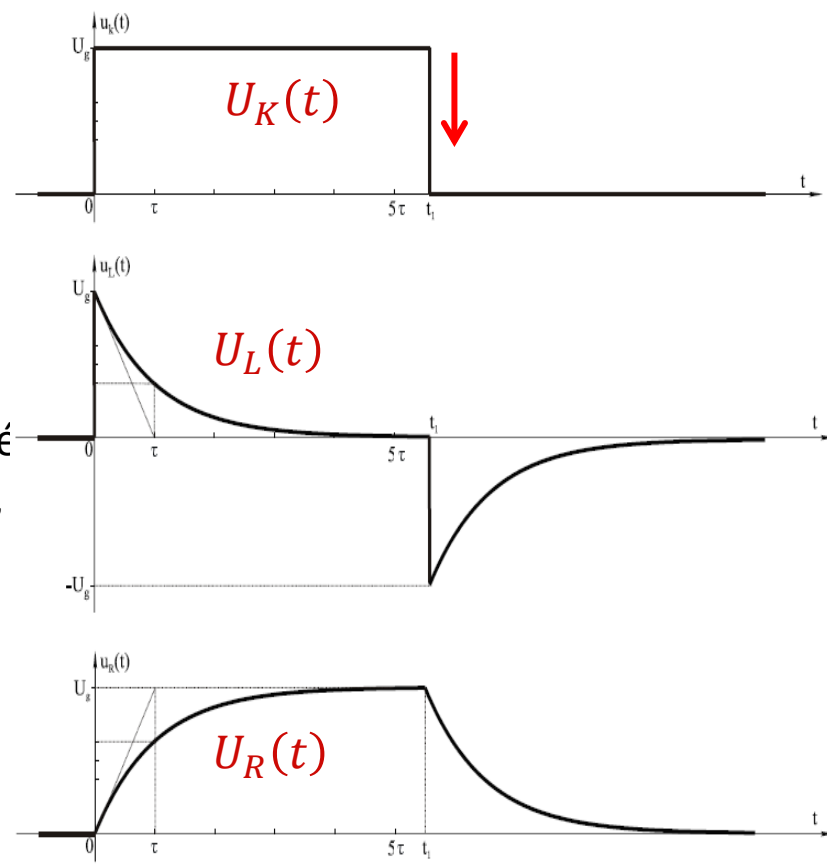 u_k(t)
U_g
U_K(t)
t
0 τ 5τ t_1
u_L(t)
U_g
U_L(t)
t_1
t
é
0 τ 5τ
-U_g
u_R(t)
U_g
U_R(t)
t
0 τ 5τ t_1